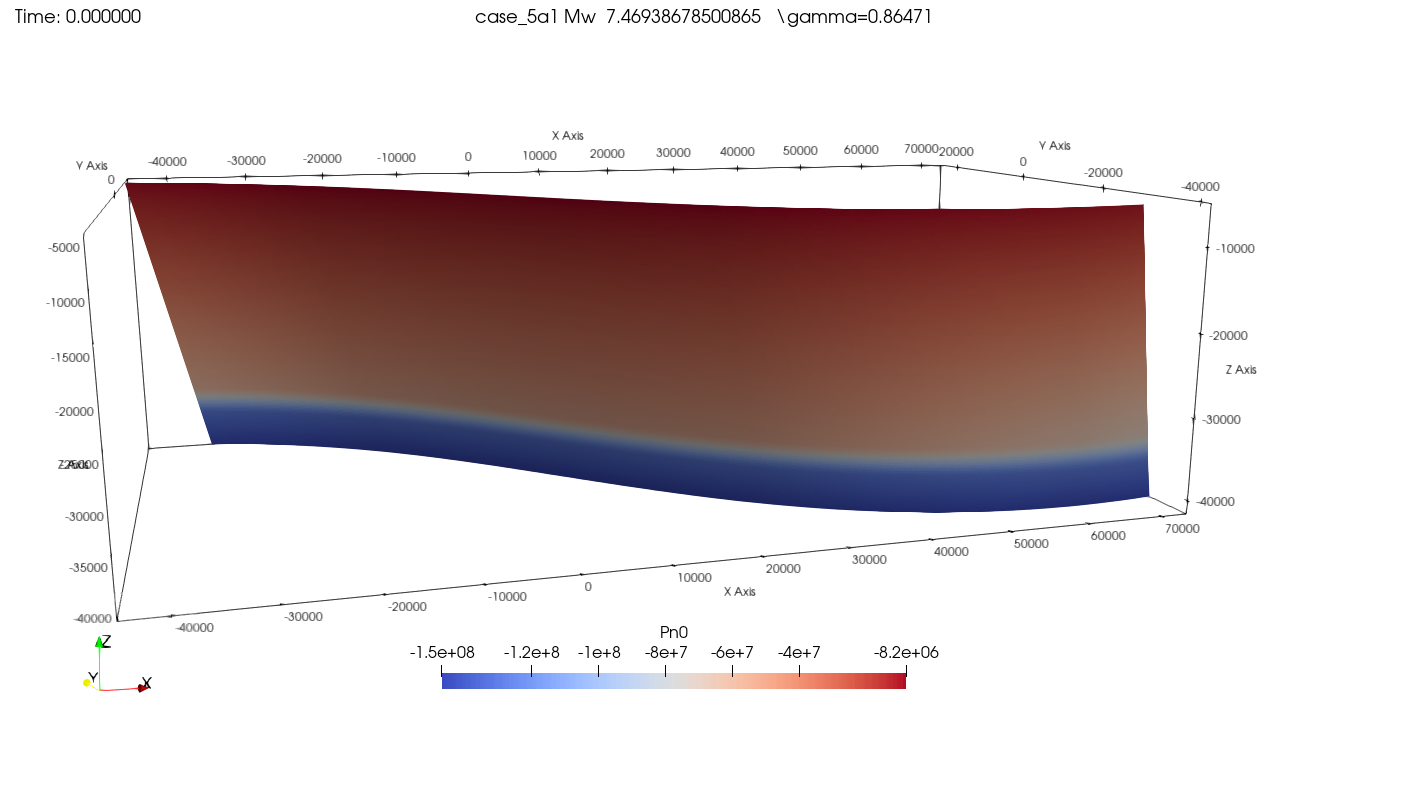 Time: 0.000000
case_5a1 Mw 7.46938678500865 \gamma=0.86471
X Axis
Y Axis
-40000 -30000 -20000 -10000 0 10000 20000 30000 40000 50000 60000 70000
20000 0 -20000 -40000
Y Axis
0
-5000
-10000
-15000
-20000
Z Axis
-30000
-35000
-40000
-10000
-20000
Z Axis
-30000
-40000
-40000 -30000 -20000 -10000 0 10000 20000 30000 40000 50000 60000 70000
X Axis
Z
Y
X
Pn0
-1.5e+08 -1.2e+8 -1e+8 -8e+7 -6e+7 -4e+7 -8.2e+06